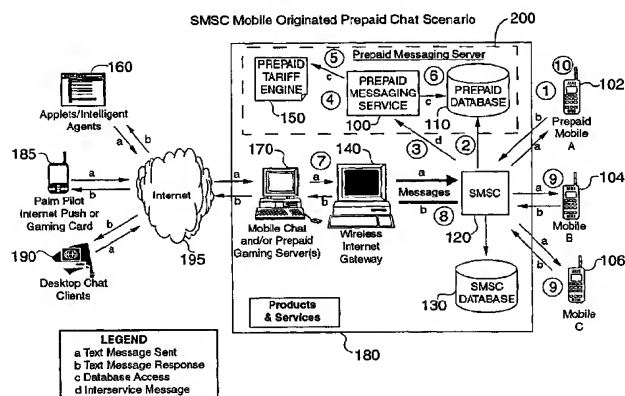 SMSC Mobile Originated Prepaid Chat Scenario
200
160
Applets/Intelligent
Agents
a
b
185
Palm Pilot
Internet Push or
Gaming Card
a
b
190
Desktop Chat
Clients
b
a
Internet
195
a
b
Prepaid Messaging Server
PREPAID
TARIFF
ENGINE
150
5
c
4
PREPAID
MESSAGING
SERVICE
100
6
c
PREPAID
DATABASE
110
d
3
2
170
7
a
b
140
Mobile Chat
and/or Prepaid
Gaming Server(s)
Wireless
Internet
Gateway
a
Messages
b
8
SMSC
120
SMSC
DATABASE
130
Products
& Services
180
10
1
102
Prepaid
Mobile
A
b
a
104
a
b
9
Mobile
B
106
a
b
9
Mobile
C
LEGEND
a Text Message Sent
b Text Message Response
c Database Access
d Interservice Message